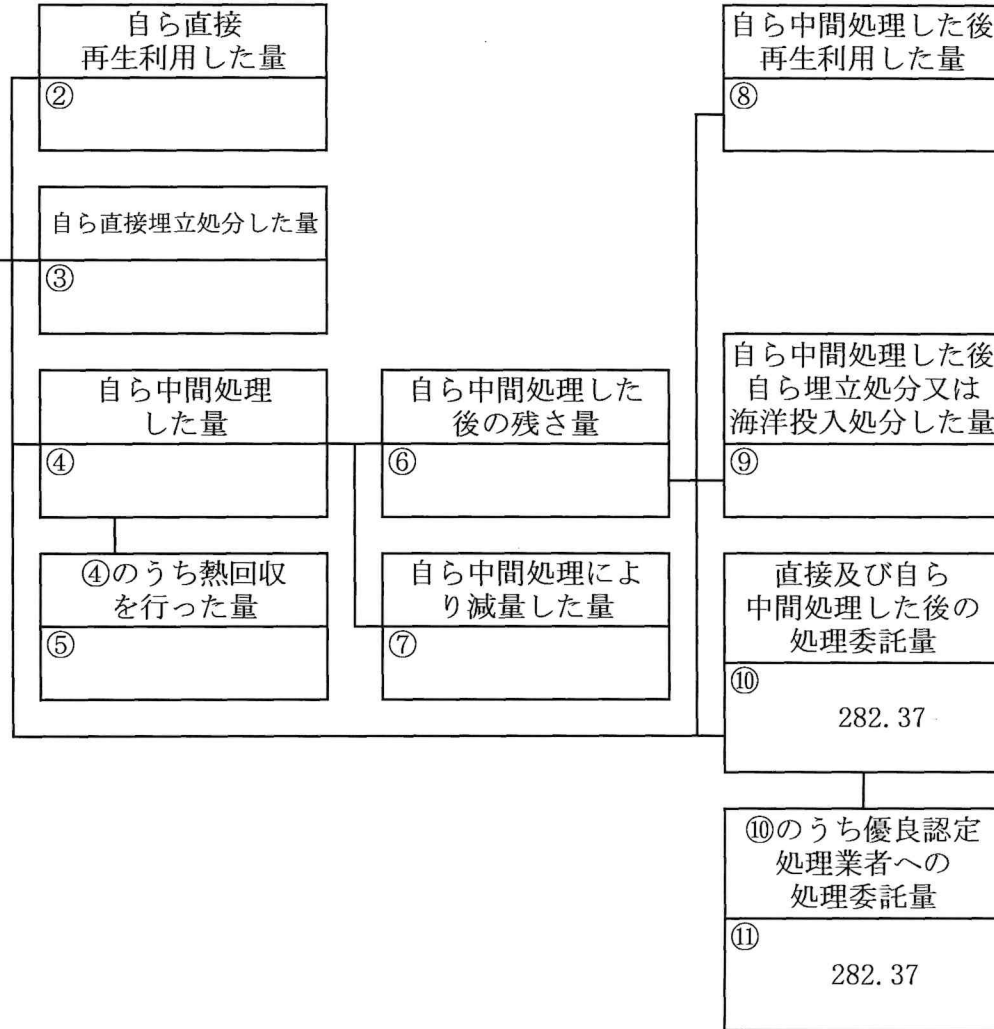 自ら直接
再生利用した量
②
自ら直接埋立処分した量
③
自ら中間処理
した量
④
④のうち熱回収
を行った量
⑤
自ら中間処理した
後の残さ量
⑥
自ら中間処理によ
り減量した量
⑦
自ら中間処理した後
再生利用した量
⑧
自ら中間処理した後
自ら埋立処分又は
海洋投入処分した量
⑨
直接及び自ら
中間処理した後の
処理委託量
⑩
282.37
⑩のうち優良認定
処理業者への
処理委託量
⑪
282.37